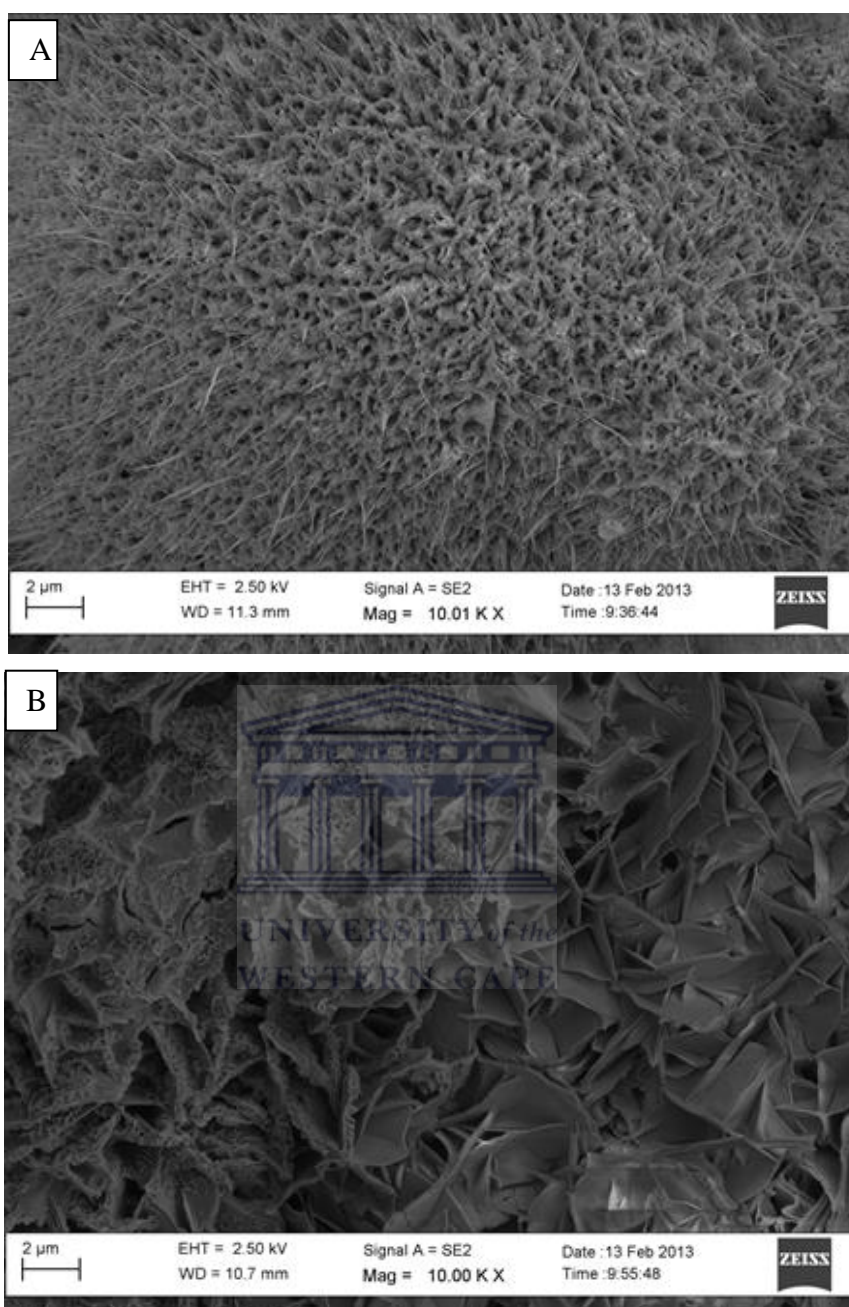 A
2 µm
EHT = 2.50 kV
Signal A = SE2
Date :13 Feb 2013
WD = 11.3 mm
Mag = 10.01 K X
Time :9:36:44
ZEISS
B
UNIVERSITY of the
WESTERN CAPE
2 µm
EHT = 2.50 kV
Signal A = SE2
Date :13 Feb 2013
WD = 10.7 mm
Mag = 10.00 K X
Time :9:55:48
ZEISS